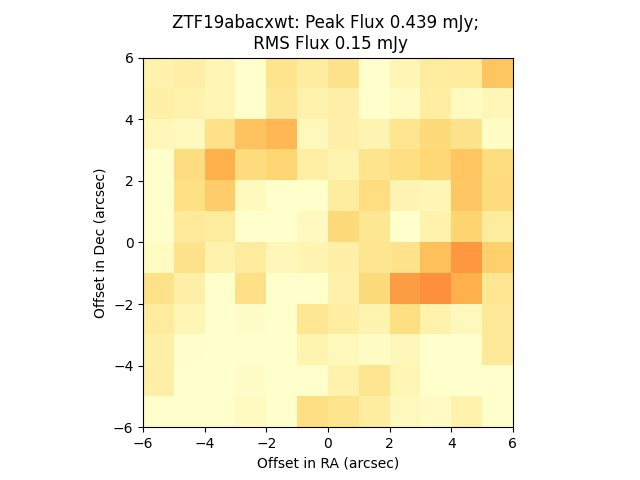 ZTF19abacxwt: Peak Flux 0.439 mJy;
RMS Flux 0.15 mJy
6
4
2
0
−2
−4
−6
Offset in Dec (arcsec)
−6 −4 −2 0 2 4 6
Offset in RA (arcsec)